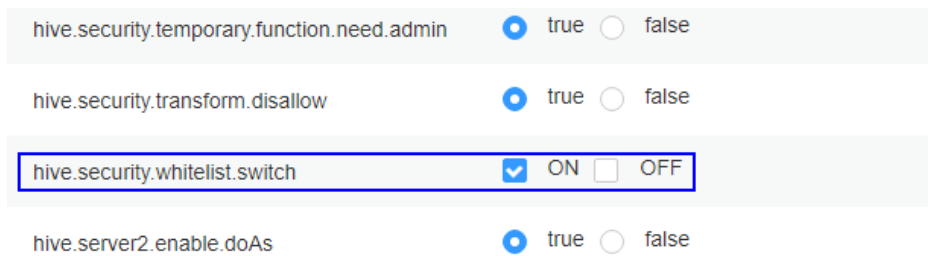 hive.security.temporary.function.need.admin true false
hive.security.transform.disallow true false
hive.security.whitelist.switch ON OFF
hive.server2.enable.doAs true false